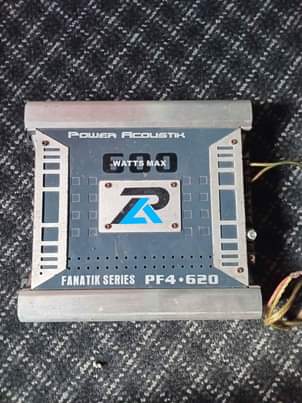 POWER ACOUSTIK
600
WATTS MAX
FANATIK SERIES PF4•620